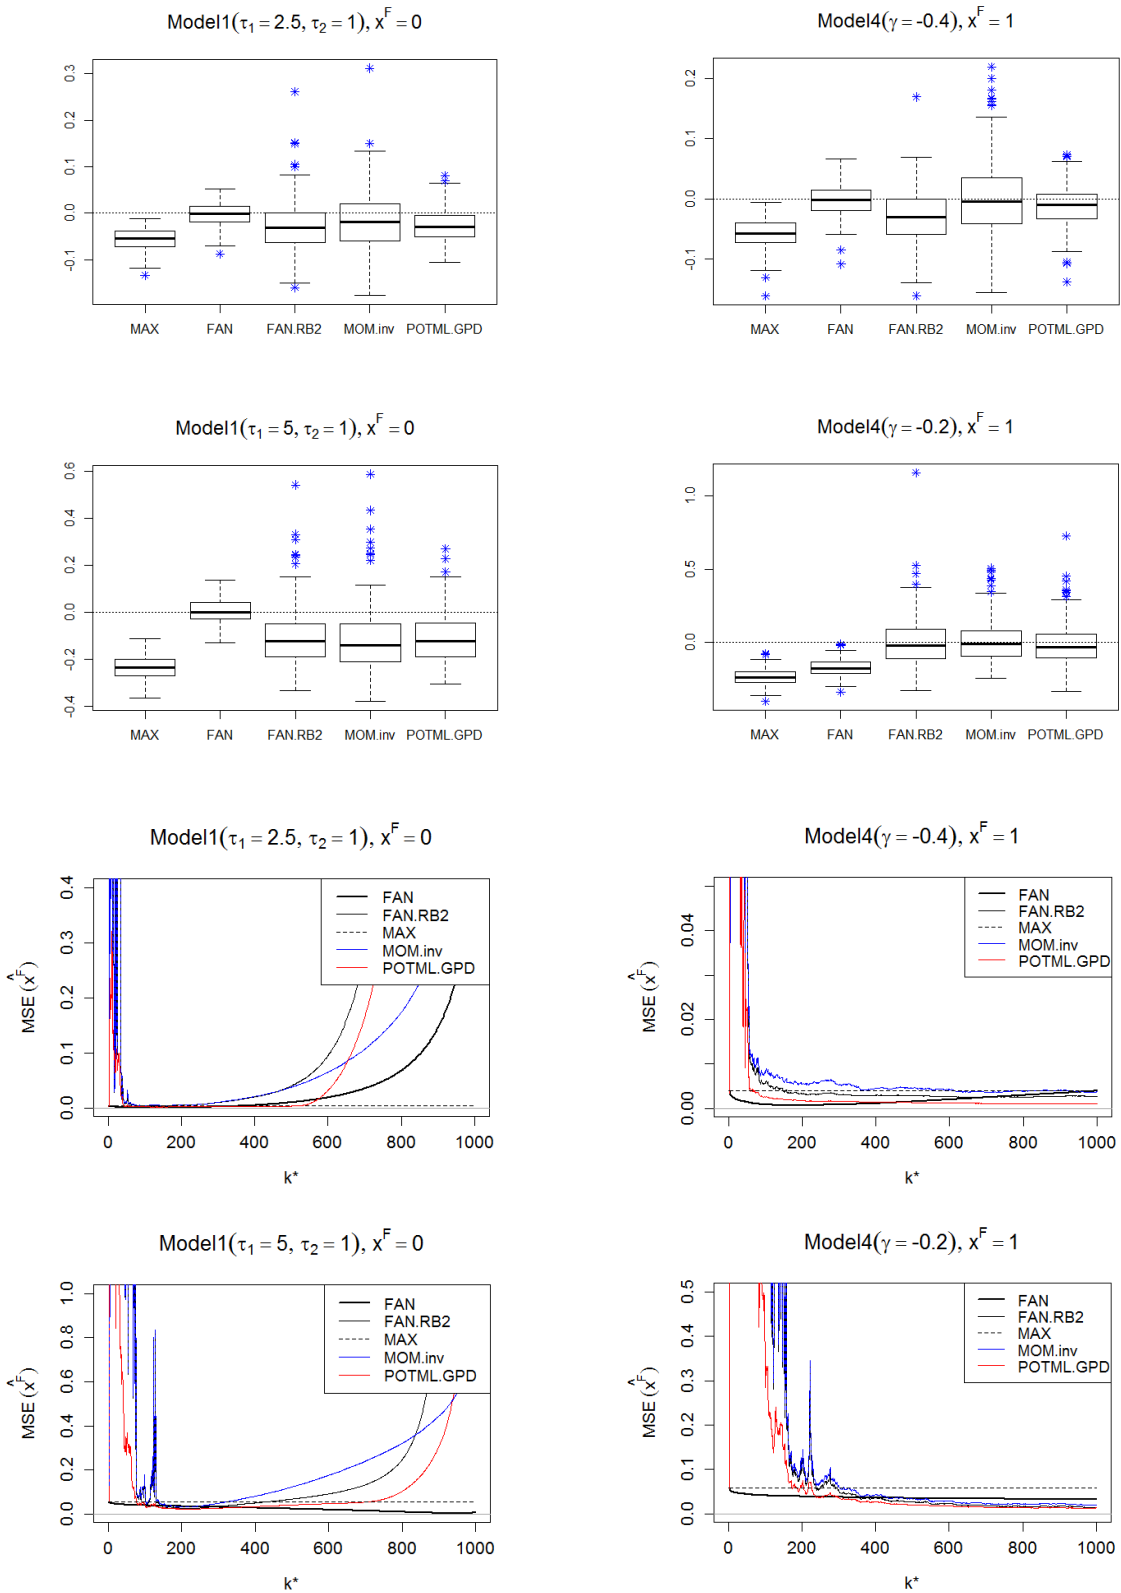 Model1(τ1 = 2.5, τ2 = 1), x^F = 0
0.3
0.2
0.1
0.0
-0.1
MAX FAN FAN.RB2 MOM.inv POTML.GPD
Model4(γ = -0.4), x^F = 1
0.2
0.1
0.0
-0.1
MAX FAN FAN.RB2 MOM.inv POTML.GPD
Model1(τ1 = 5, τ2 = 1), x^F = 0
0.6
0.4
0.2
0.0
-0.2
-0.4
MAX FAN FAN.RB2 MOM.inv POTML.GPD
Model4(γ = -0.2), x^F = 1
1.0
0.5
0.0
MAX FAN FAN.RB2 MOM.inv POTML.GPD
Model1(τ1 = 2.5, τ2 = 1), x^F = 0
MSE (x̂^F)
0.4
0.3
0.2
0.1
0.0
FAN
FAN.RB2
MAX
MOM.inv
POTML.GPD
0 200 400 600 800 1000
k*
Model4(γ = -0.4), x^F = 1
MSE (x̂^F)
0.04
0.02
0.00
FAN
FAN.RB2
MAX
MOM.inv
POTML.GPD
0 200 400 600 800 1000
k*
Model1(τ1 = 5, τ2 = 1), x^F = 0
MSE (x̂^F)
1.0
0.8
0.6
0.4
0.2
0.0
FAN
FAN.RB2
MAX
MOM.inv
POTML.GPD
0 200 400 600 800 1000
k*
Model4(γ = -0.2), x^F = 1
MSE (x̂^F)
0.5
0.4
0.3
0.2
0.1
0.0
FAN
FAN.RB2
MAX
MOM.inv
POTML.GPD
0 200 400 600 800 1000
k*